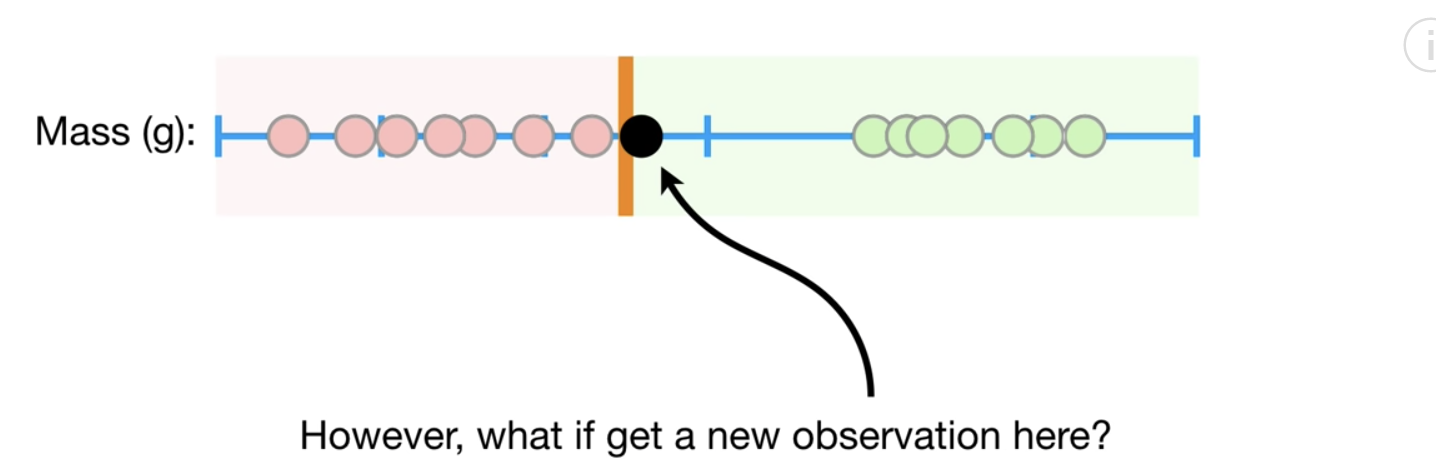 Mass (g):
However, what if get a new observation here?